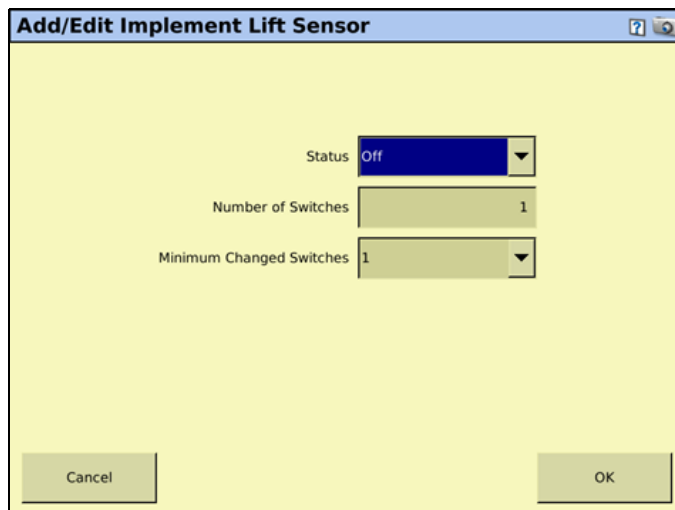 Add/Edit Implement Lift Sensor ?
Status Off
Number of Switches 1
Minimum Changed Switches 1
Cancel OK